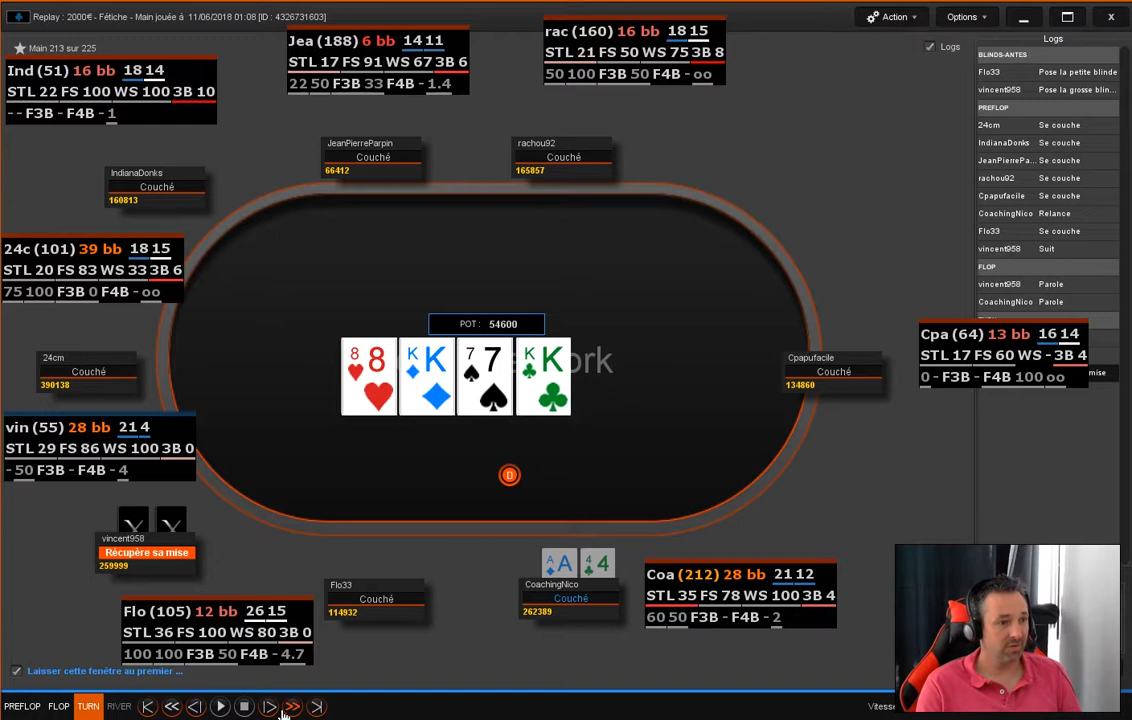 Replay : 2000€ - Fétiche - Main jouée à 11/06/2018 01:08 [ID : 4326731603]
Action
Options
X
Main 213 sur 225
Logs
Logs
Ind (51) 16 bb 18 14
STL 22 FS 100 WS 100 3B 10
- - F3B - F4B - 1
Jea (188) 6 bb 14 11
STL 17 FS 91 WS 67 3B 6
22 50 F3B 33 F4B - 1.4
rac (160) 16 bb 18 15
STL 21 FS 50 WS 75 3B 8
50 100 F3B 50 F4B - oo
BLINDS-ANTES
Flo33 Pose la petite blinde
vincent958 Pose la grosse blin...
PREFLOP
24cm Se couche
IndianaDonks Se couche
JeanPierrePa... Se couche
rachou92 Se couche
Cpapufacile Se couche
CoachingNico Relance
Flo33 Se couche
vincent958 Suit
FLOP
vincent958 Parole
CoachingNico Parole
mise
JeanPierreParpin
Couché
66412
rachou92
Couché
165857
IndianaDonks
Couché
160813
24c (101) 39 bb 18 15
STL 20 FS 83 WS 33 3B 6
75 100 F3B 0 F4B - oo
POT : 54600
8 8
K K
7 7
K K
ork
Cpa (64) 13 bb 16 14
STL 17 FS 60 WS - 3B 4
0 - F3B - F4B 100 oo
24cm
Couché
390138
Cpapufacile
Couché
134860
vin (55) 28 bb 21 4
STL 29 FS 86 WS 100 3B 0
- 50 F3B - F4B - 4
D
vincent958
Récupère sa mise
259999
A A
4 4
Flo33
Couché
114932
CoachingNico
Couché
262389
Coa (212) 28 bb 21 12
STL 35 FS 78 WS 100 3B 4
60 50 F3B - F4B - 2
Flo (105) 12 bb 26 15
STL 36 FS 100 WS 80 3B 0
100 100 F3B 50 F4B - 4.7
Laisser cette fenêtre au premier ...
PREFLOP FLOP TURN RIVER
Vitesse